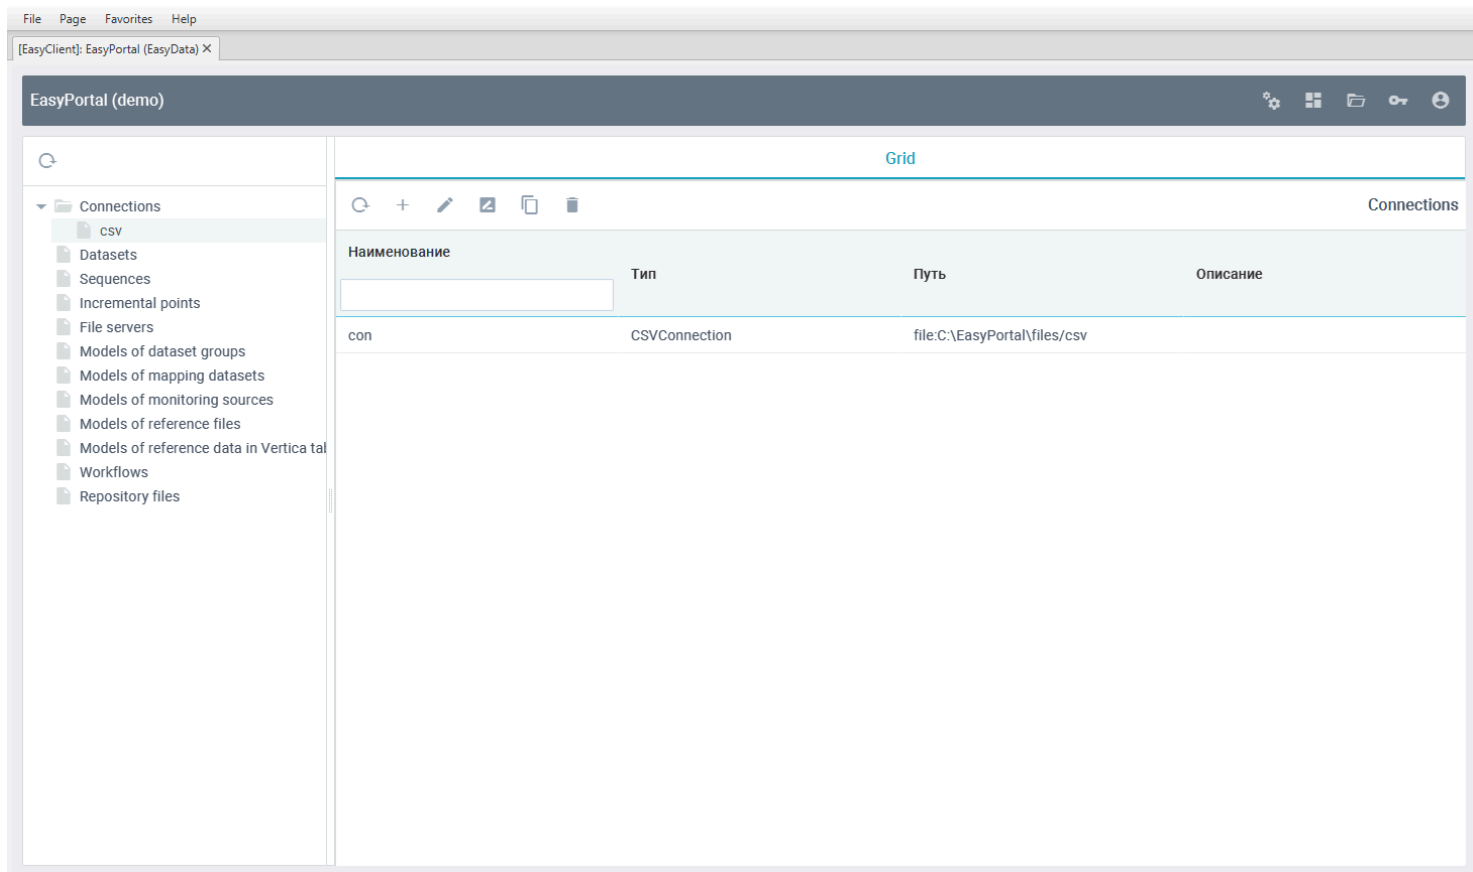 File Page Favorites Help
[EasyClient]: EasyPortal (EasyData)
EasyPortal (demo)
Grid
Connections
csv
Datasets
Sequences
Incremental points
File servers
Models of dataset groups
Models of mapping datasets
Models of monitoring sources
Models of reference files
Models of reference data in Vertica tal
Workflows
Repository files
Connections
Наименование
Тип Путь Описание
con CSVConnection file:C:\EasyPortal\files/csv